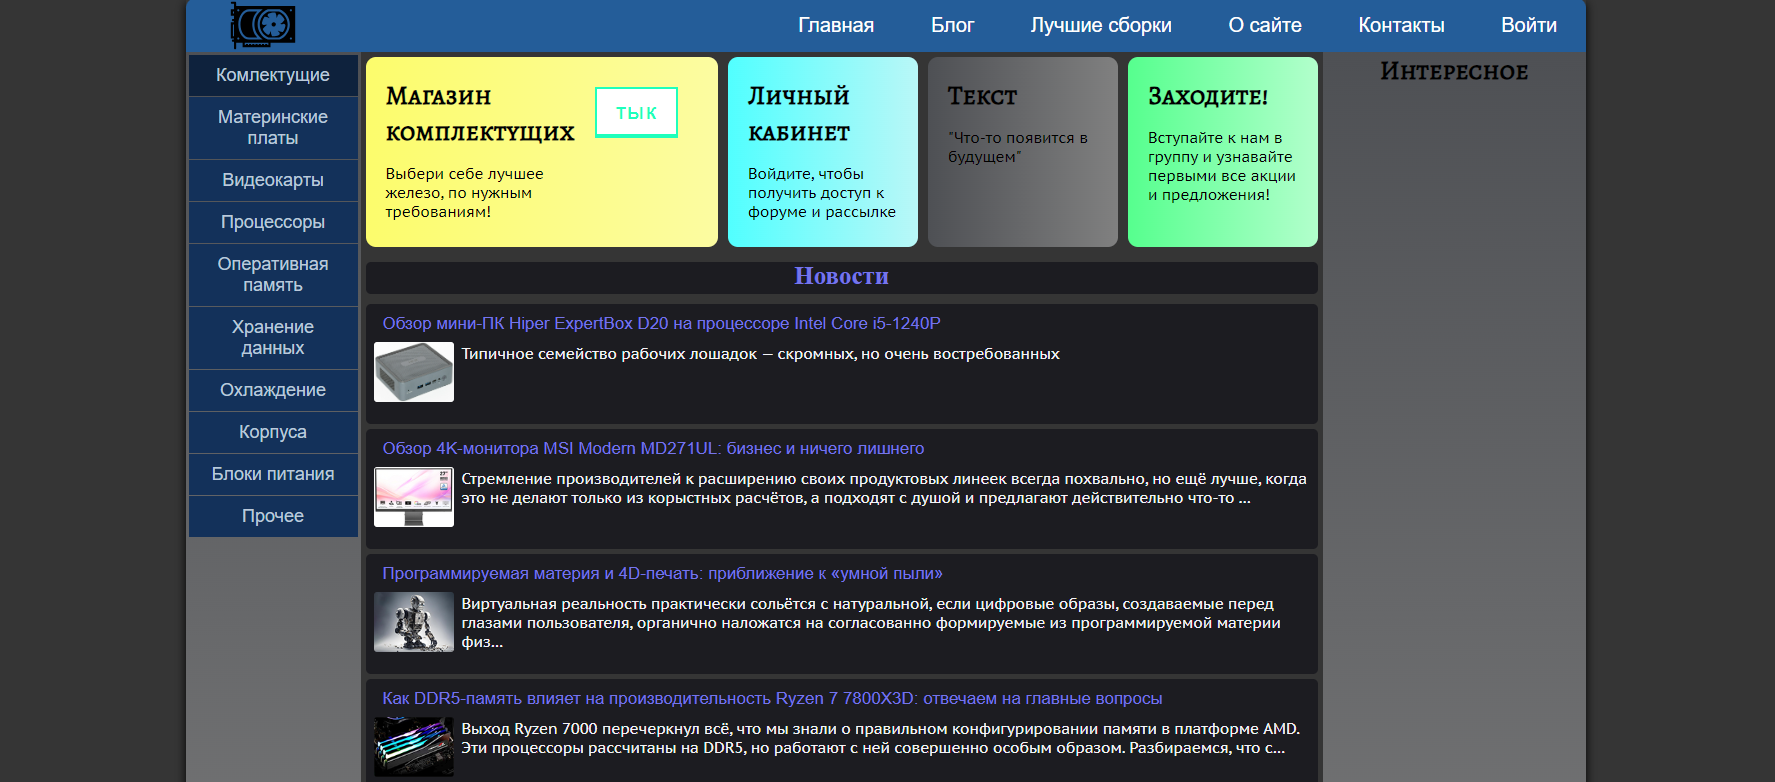 Главная Блог Лучшие сборки О сайте Контакты Войти
Комлектущие
Материнские
платы
Видеокарты
Процессоры
Оперативная
память
Хранение
данных
Охлаждение
Корпуса
Блоки питания
Прочее
Магазин
комплектущих
ТЫК
Выбери себе лучшее
железо, по нужным
требованиям!
Личный
кабинет
Войдите, чтобы
получить доступ к
форуме и рассылке
Текст
"Что-то появится в
будущем"
Заходите!
Вступайте к нам в
группу и узнавайте
первыми все акции
и предложения!
Интересное
Новости
Обзор мини-ПК Hiper ExpertBox D20 на процессоре Intel Core i5-1240P
Типичное семейство рабочих лошадок — скромных, но очень востребованных
Обзор 4K-монитора MSI Modern MD271UL: бизнес и ничего лишнего
Стремление производителей к расширению своих продуктовых линеек всегда похвально, но ещё лучше, когда
это не делают только из корыстных расчётов, а подходят с душой и предлагают действительно что-то ...
Программируемая материя и 4D-печать: приближение к «умной пыли»
Виртуальная реальность практически сольётся с натуральной, если цифровые образы, создаваемые перед
глазами пользователя, органично наложатся на согласованно формируемые из программируемой материи
физ...
Как DDR5-память влияет на производительность Ryzen 7 7800X3D: отвечаем на главные вопросы
Выход Ryzen 7000 перечеркнул всё, что мы знали о правильном конфигурировании памяти в платформе AMD.
Эти процессоры рассчитаны на DDR5, но работают с ней совершенно особым образом. Разбираемся, что с...